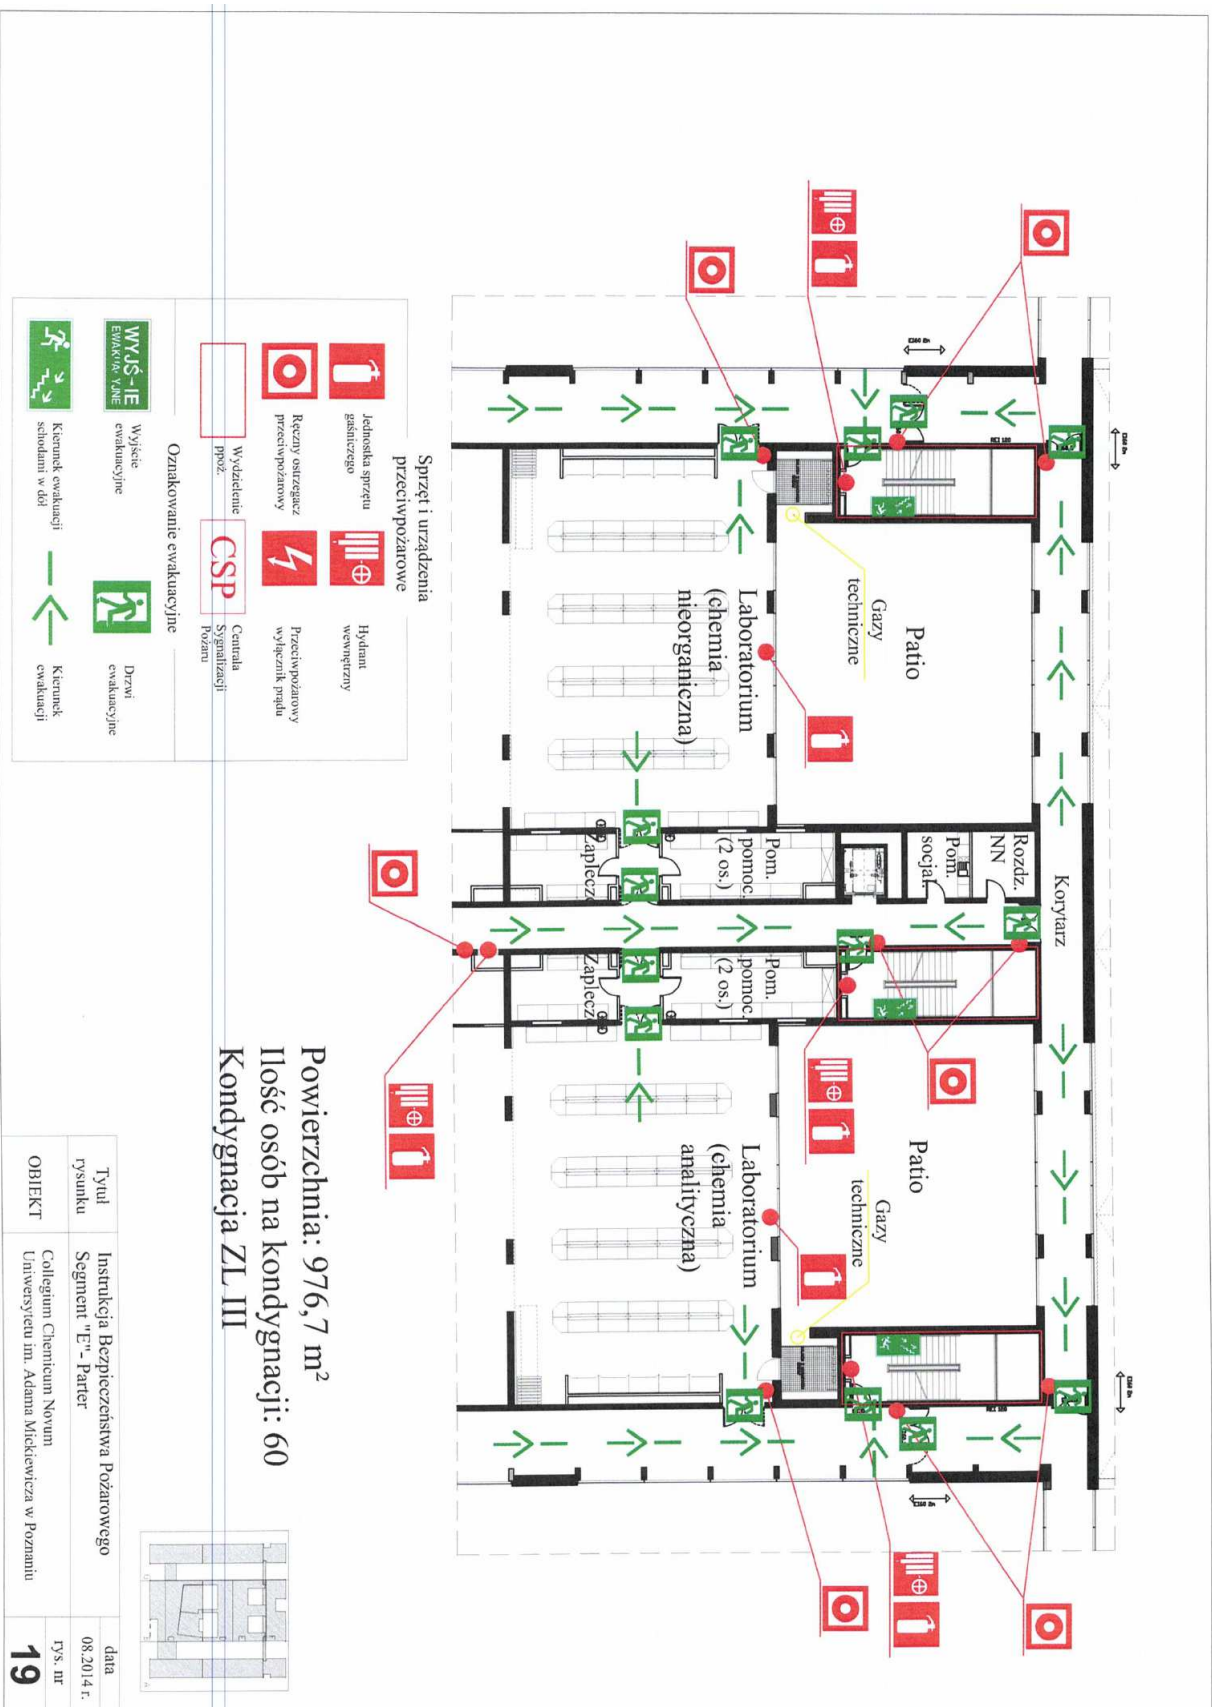 Korytarz
Rozdz.
NN
Pom.
socjal.
Patio
Gazy
techniczne
Patio
Gazy
techniczne
Pom.
pomoc.
(2 os.)
Zaplecze
Pom.
pomoc.
(2 os.)
Zaplecze
Laboratorium
(chemia
nieorganiczna)
Laboratorium
(chemia
analityczna)
REI 120
REI 120
Sprzęt i urządzenia
przeciwpożarowe
Jednostka sprzętu
gaśniczego
Hydrant
wewnętrzny
Ręczny ostrzegacz
przeciwpożarowy
Przeciwpożarowy
wyłącznik prądu
Wydzielenie
ppoż.
CSP
Centrala
Sygnalizacji
Pożaru
Oznakowanie ewakuacyjne
Wyjście
ewakuacyjne
Drzwi
ewakuacyjne
Kierunek ewakuacji
schodami w dół
Kierunek
ewakuacji
Powierzchnia: 976,7 m²
Ilość osób na kondygnacji: 60
Kondygnacja ZL III
Tytuł
rysunku
Instrukcja Bezpieczeństwa Pożarowego
Segment "E"- Parter
data
08.2014 r.
OBIEKT
Collegium Chemicum Novum
Uniwersytetu im. Adama Mickiewicza w Poznaniu
rys. nr
19